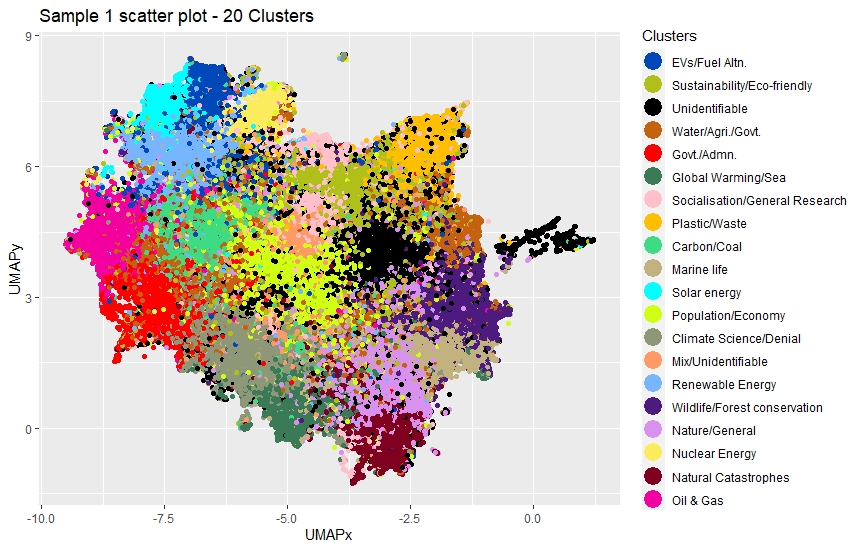 Sample 1 scatter plot - 20 Clusters
9
6
3
0
UMAPy
-10.0 -7.5 -5.0 -2.5 0.0
UMAPx
Clusters
EVs/Fuel Altn.
Sustainability/Eco-friendly
Unidentifiable
Water/Agri./Govt.
Govt./Admn.
Global Warming/Sea
Socialisation/General Research
Plastic/Waste
Carbon/Coal
Marine life
Solar energy
Population/Economy
Climate Science/Denial
Mix/Unidentifiable
Renewable Energy
Wildlife/Forest conservation
Nature/General
Nuclear Energy
Natural Catastrophes
Oil & Gas